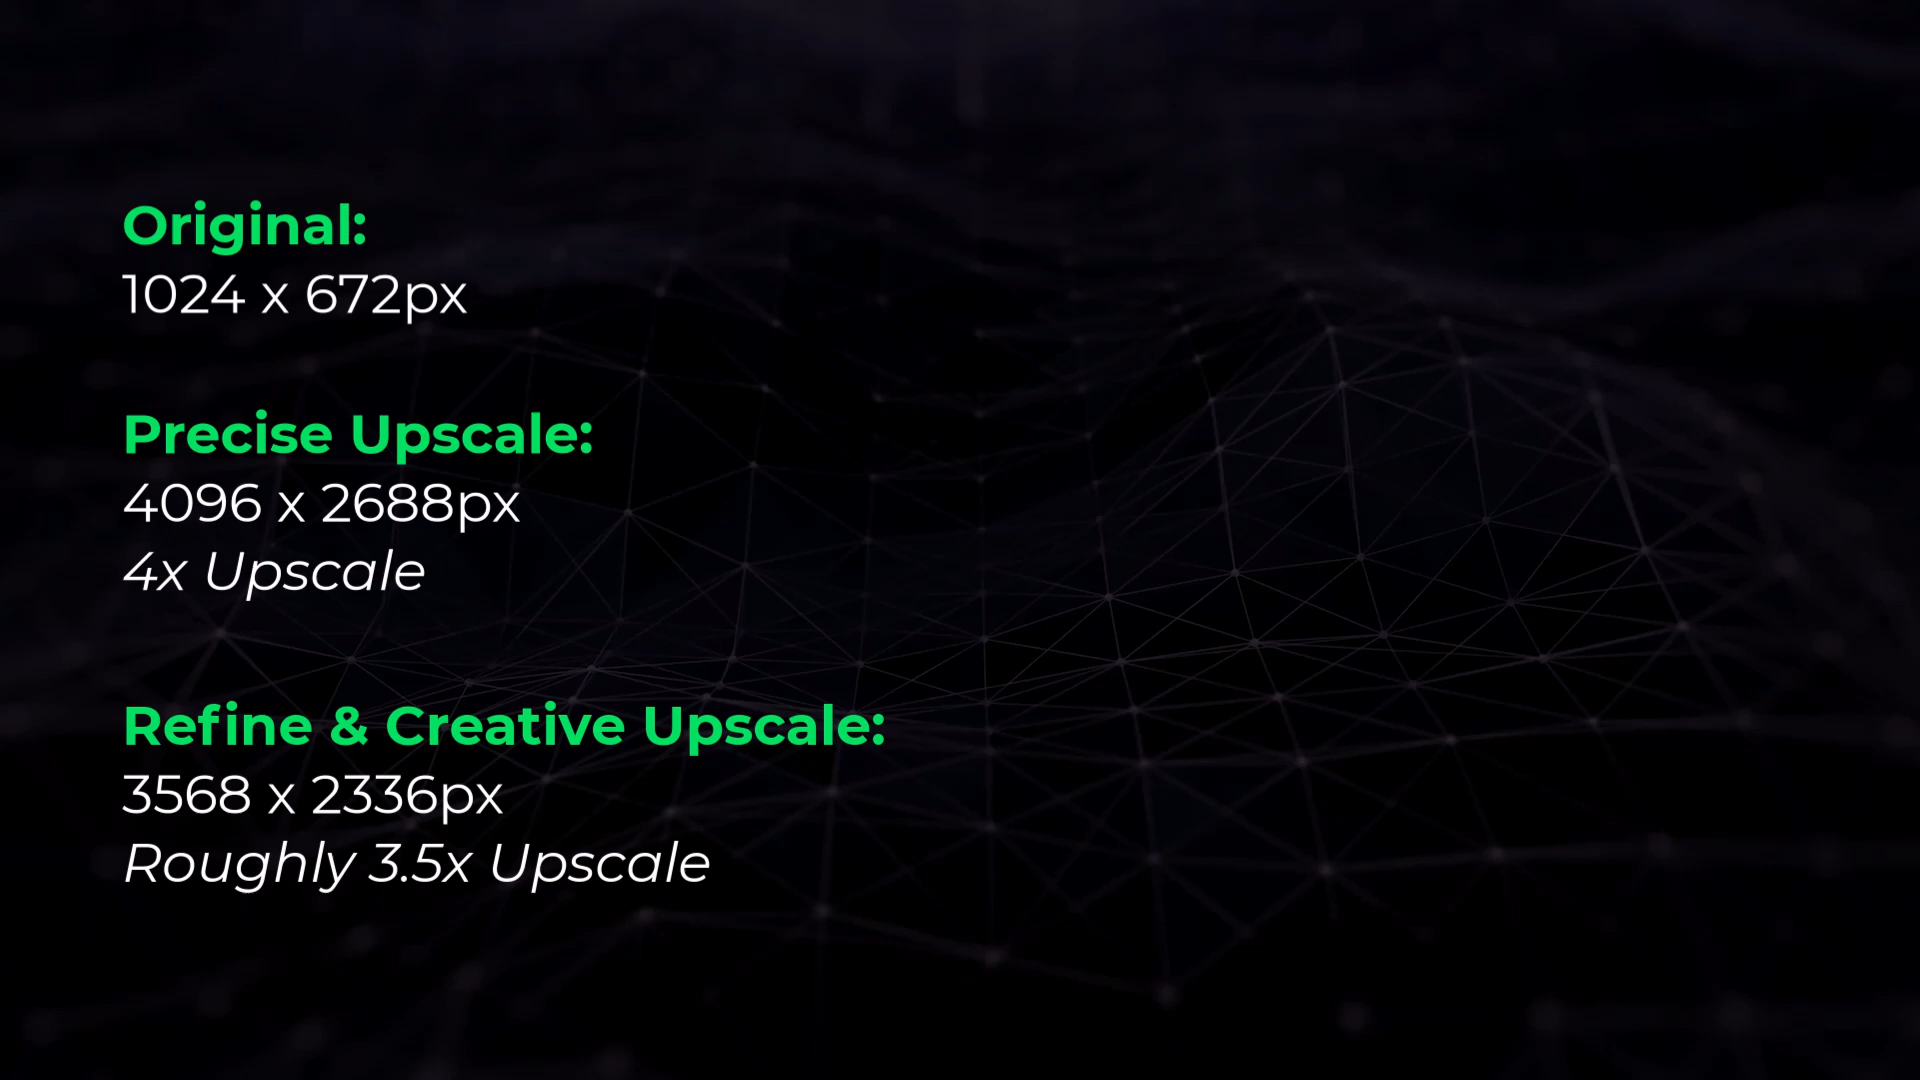 Original:
1024 x 672px
Precise Upscale:
4096 x 2688px
4x Upscale
Refine & Creative Upscale:
3568 x 2336px
Roughly 3.5x Upscale